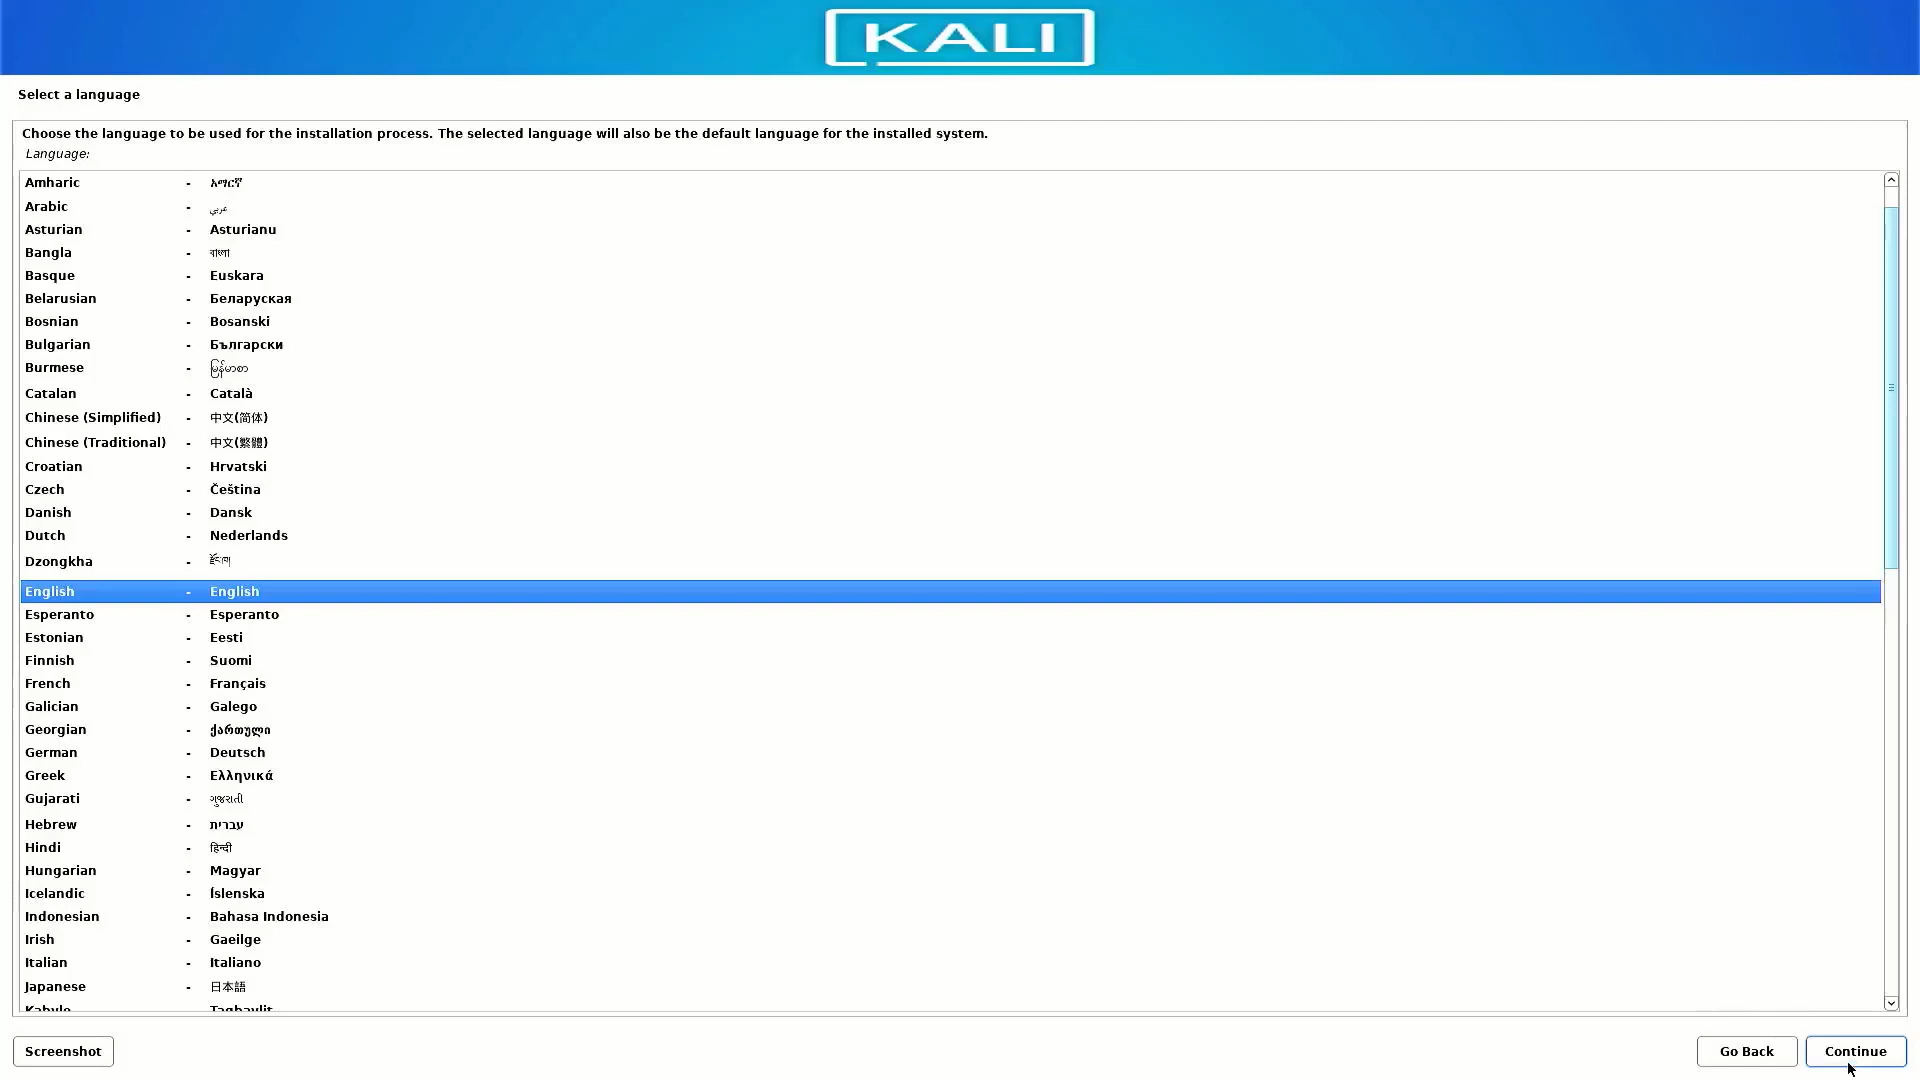 KALI
Select a language
Choose the language to be used for the installation process. The selected language will also be the default language for the installed system.
Language:
Amharic - አማርኛ
Arabic - عربي
Asturian - Asturianu
Bangla - বাংলা
Basque - Euskara
Belarusian - Беларуская
Bosnian - Bosanski
Bulgarian - Български
Burmese - မြန်မာစာ
Catalan - Català
Chinese (Simplified) - 中文(简体)
Chinese (Traditional) - 中文(繁體)
Croatian - Hrvatski
Czech - Čeština
Danish - Dansk
Dutch - Nederlands
Dzongkha - རྫོང་ཁ།
English - English
Esperanto - Esperanto
Estonian - Eesti
Finnish - Suomi
French - Français
Galician - Galego
Georgian - ქართული
German - Deutsch
Greek - Ελληνικά
Gujarati - ગુજરાતી
Hebrew - עברית
Hindi - हिन्दी
Hungarian - Magyar
Icelandic - Íslenska
Indonesian - Bahasa Indonesia
Irish - Gaeilge
Italian - Italiano
Japanese - 日本語
Kabyle - Taqbaylit
Screenshot
Go Back
Continue